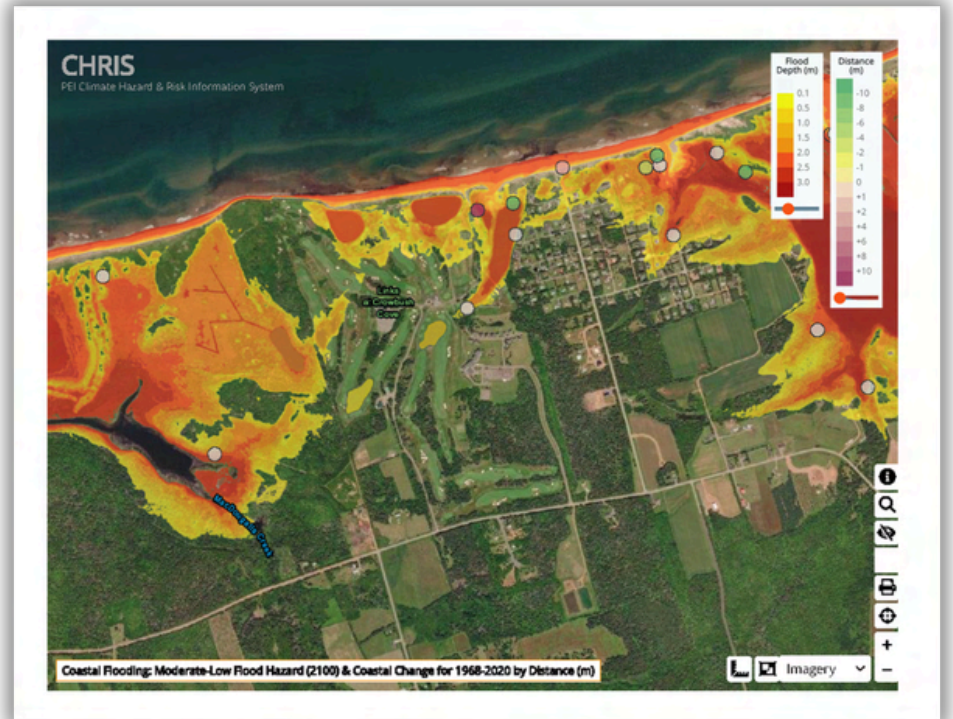 CHRIS
PEI Climate Hazard & Risk Information System
Flood
Depth (m)
0.1
0.5
1.0
1.5
2.0
2.5
3.0
Distance
(m)
-10
-8
-6
-4
-2
-1
0
+1
+2
+4
+6
+8
+10
Links
a' Crowbush
Cove
MacDougalls Creek
Coastal Flooding: Moderate-Low Flood Hazard (2100) & Coastal Change for 1968-2020 by Distance (m)
Imagery